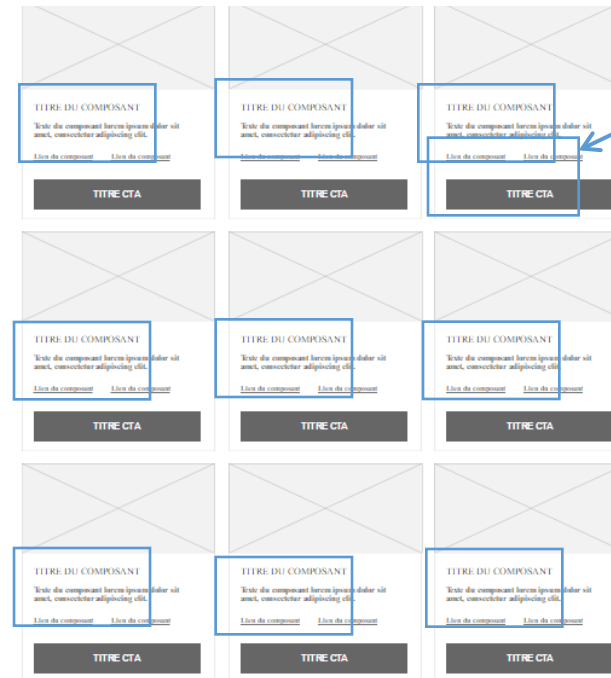 TITRE DU COMPOSANT
Texte du composant lorem ipsum dolor sit
amet, consectetur adipiscing elit.
Lien du composant Lien du composant
TITRE CTA
TITRE DU COMPOSANT
Texte du composant lorem ipsum dolor sit
amet, consectetur adipiscing elit.
Lien du composant Lien du composant
TITRE CTA
TITRE DU COMPOSANT
Texte du composant lorem ipsum dolor sit
amet, consectetur adipiscing elit.
Lien du composant Lien du composant
TITRE CTA
TITRE DU COMPOSANT
Texte du composant lorem ipsum dolor sit
amet, consectetur adipiscing elit.
Lien du composant Lien du composant
TITRE CTA
TITRE DU COMPOSANT
Texte du composant lorem ipsum dolor sit
amet, consectetur adipiscing elit.
Lien du composant Lien du composant
TITRE CTA
TITRE DU COMPOSANT
Texte du composant lorem ipsum dolor sit
amet, consectetur adipiscing elit.
Lien du composant Lien du composant
TITRE CTA
TITRE DU COMPOSANT
Texte du composant lorem ipsum dolor sit
amet, consectetur adipiscing elit.
Lien du composant Lien du composant
TITRE CTA
TITRE DU COMPOSANT
Texte du composant lorem ipsum dolor sit
amet, consectetur adipiscing elit.
Lien du composant Lien du composant
TITRE CTA
TITRE DU COMPOSANT
Texte du composant lorem ipsum dolor sit
amet, consectetur adipiscing elit.
Lien du composant Lien du composant
TITRE CTA